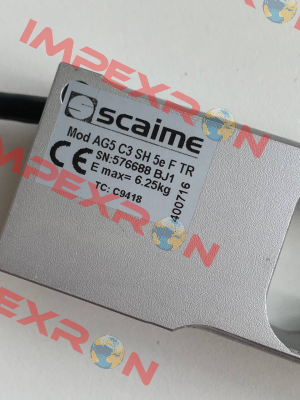 IMPEXRON
scaime
Mod AG5 C3 SH 5e F TR
SN:576688 BJ1
E max= 6.25kg
TC: C9418
400716
CE
IMPEXRON
IMPEXRON